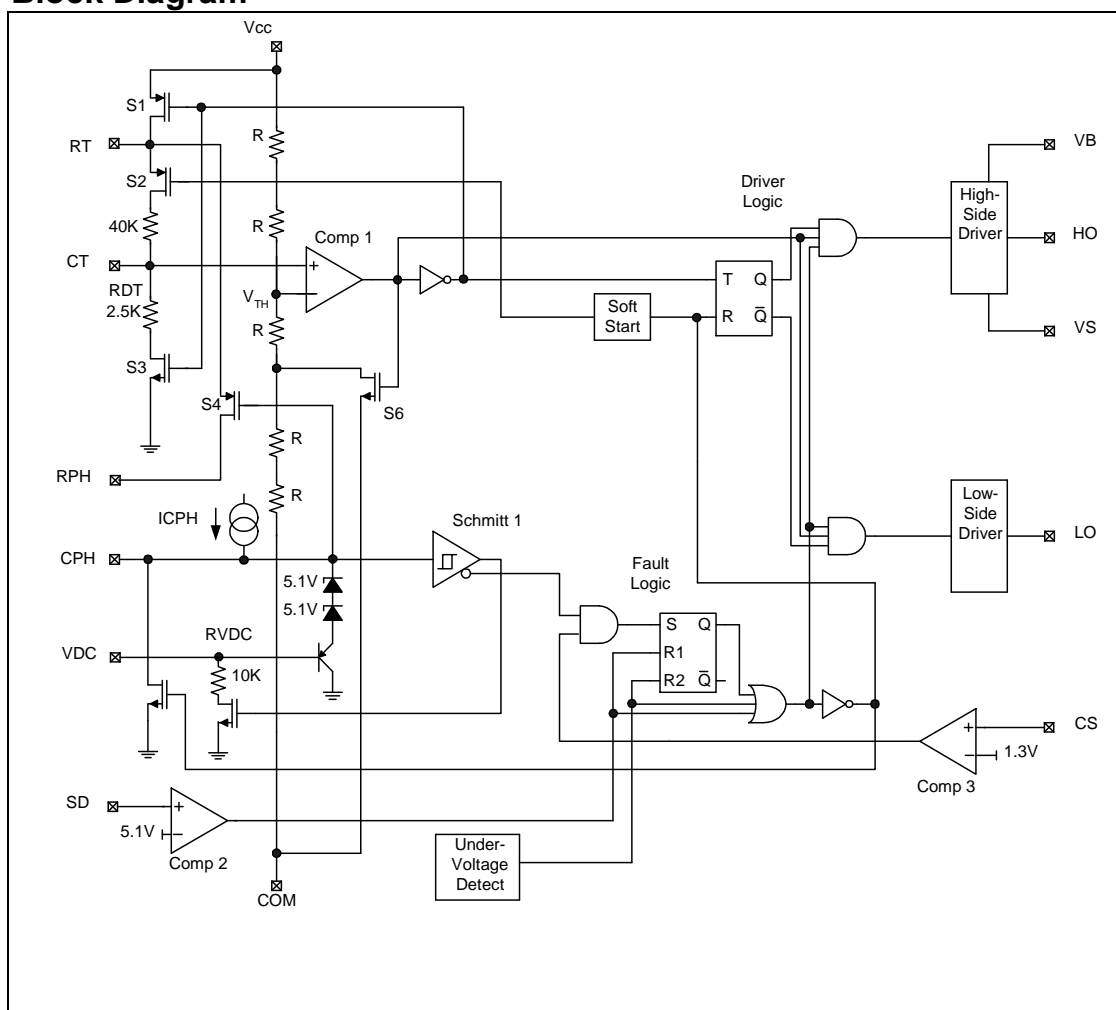 Block Diagram
Vcc
S1
R
RT
VB
S2
R
Driver
Logic
High-
Side
Driver
40K
Comp 1
HO
CT
+
RDT
2.5K
VTH
−
T Q
R Q̅
Soft
Start
R
VS
S3
S4
S6
R
RPH
R
ICPH
Schmitt 1
Low-
Side
Driver
CPH
LO
5.1V
5.1V
Fault
Logic
RVDC
S Q
VDC
R1
10K
R2 Q̅
CS
+
−
1.3V
Comp 3
SD
+
5.1V
−
Comp 2
Under-
Voltage
Detect
COM